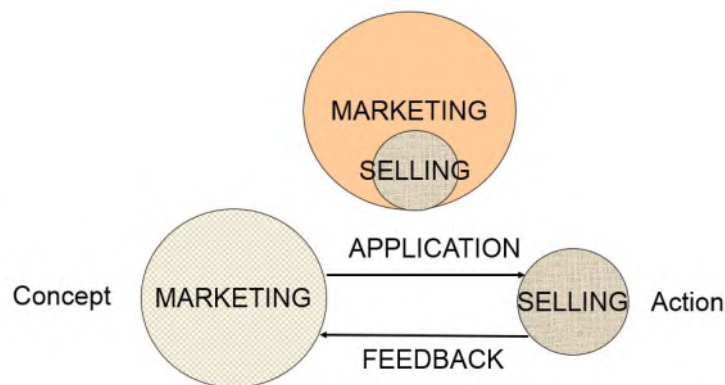 MARKETING
SELLING
APPLICATION
Concept
MARKETING
SELLING
Action
FEEDBACK